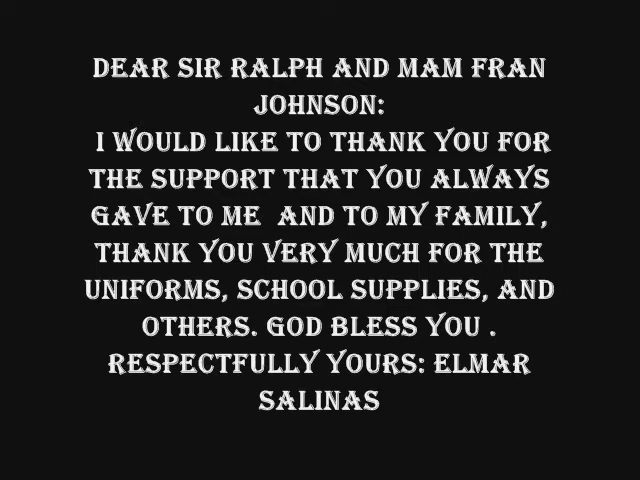 DEAR SIR RALPH AND MAM FRAN
JOHNSON:
I WOULD LIKE TO THANK YOU FOR
THE SUPPORT THAT YOU ALWAYS
GAVE TO ME AND TO MY FAMILY,
THANK YOU VERY MUCH FOR THE
UNIFORMS, SCHOOL SUPPLIES, AND
OTHERS. GOD BLESS YOU .
RESPECTFULLY YOURS: ELMAR
SALINAS